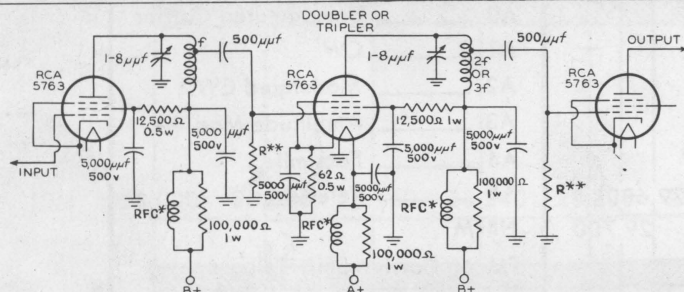 DOUBLER OR
TRIPLER
500μμf
500μμf
OUTPUT
f
1-8μμf
1-8μμf
2f
OR
3f
RCA
5763
RCA
5763
RCA
5763
12,500Ω
0.5w
12,500Ω 1w
5,000μμf
500v
5,000 μμf
500v
R**
5,000μμf
500v
5,000μμf
500v
R**
INPUT
5000μμf
500v
62Ω
0.5w
5000μμf
500v
RFC*
100,000Ω
1w
RFC*
100,000Ω
1w
RFC*
100,000Ω
1w
B+
A+
B+